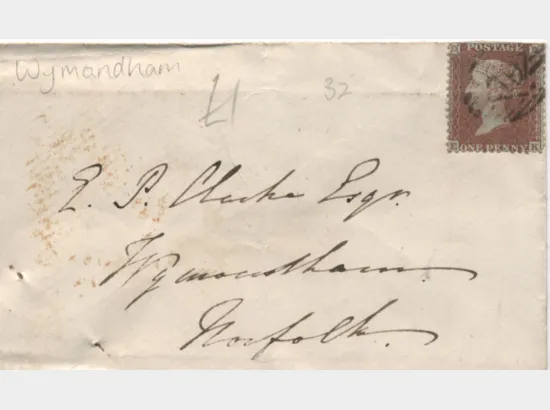 Wymondham
£1
32
POSTAGE
ONE PENNY
E K
E. P. Clarke Esqr.
Wymondham
Norfolk.